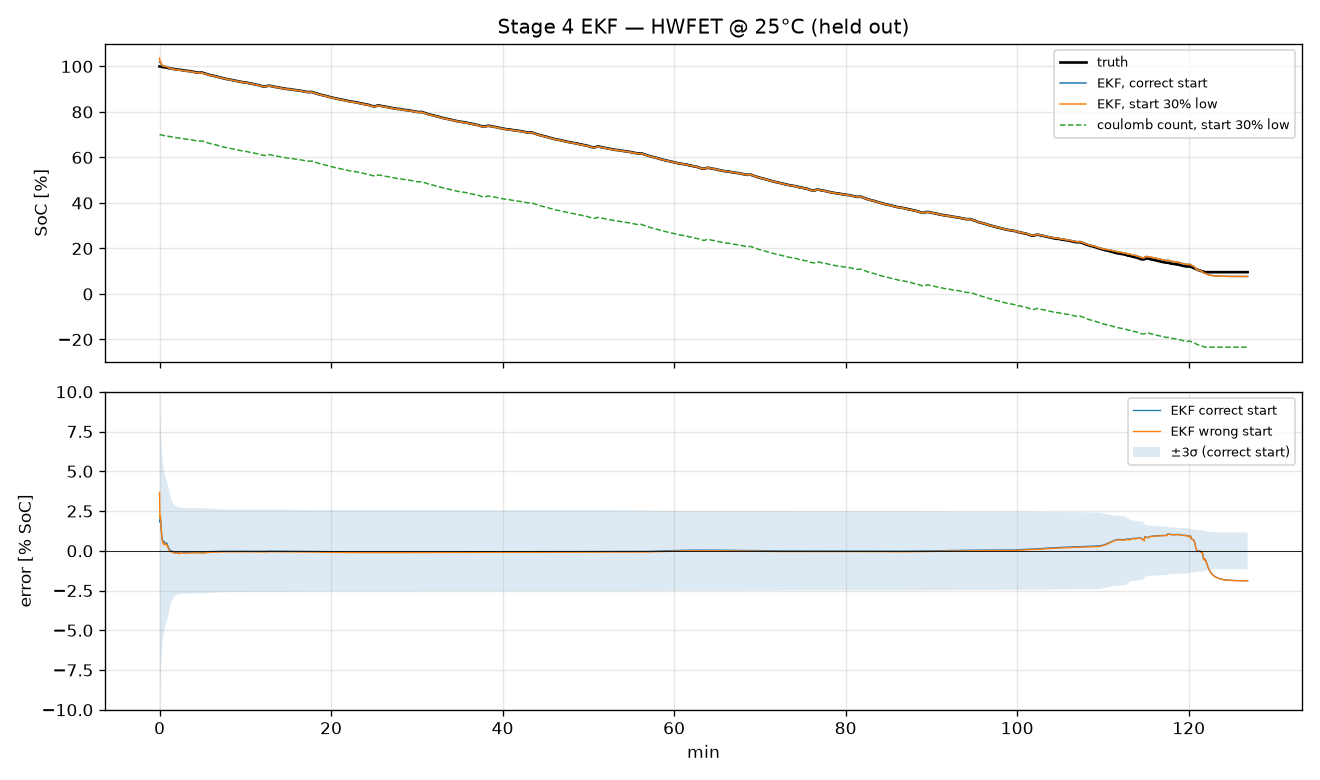 Stage 4 EKF — HWFET @ 25°C (held out)
SoC [%]
100
80
60
40
20
0
−20
truth
EKF, correct start
EKF, start 30% low
coulomb count, start 30% low
error [% SoC]
10.0
7.5
5.0
2.5
0.0
−2.5
−5.0
−7.5
−10.0
EKF correct start
EKF wrong start
±3σ (correct start)
0 20 40 60 80 100 120
min